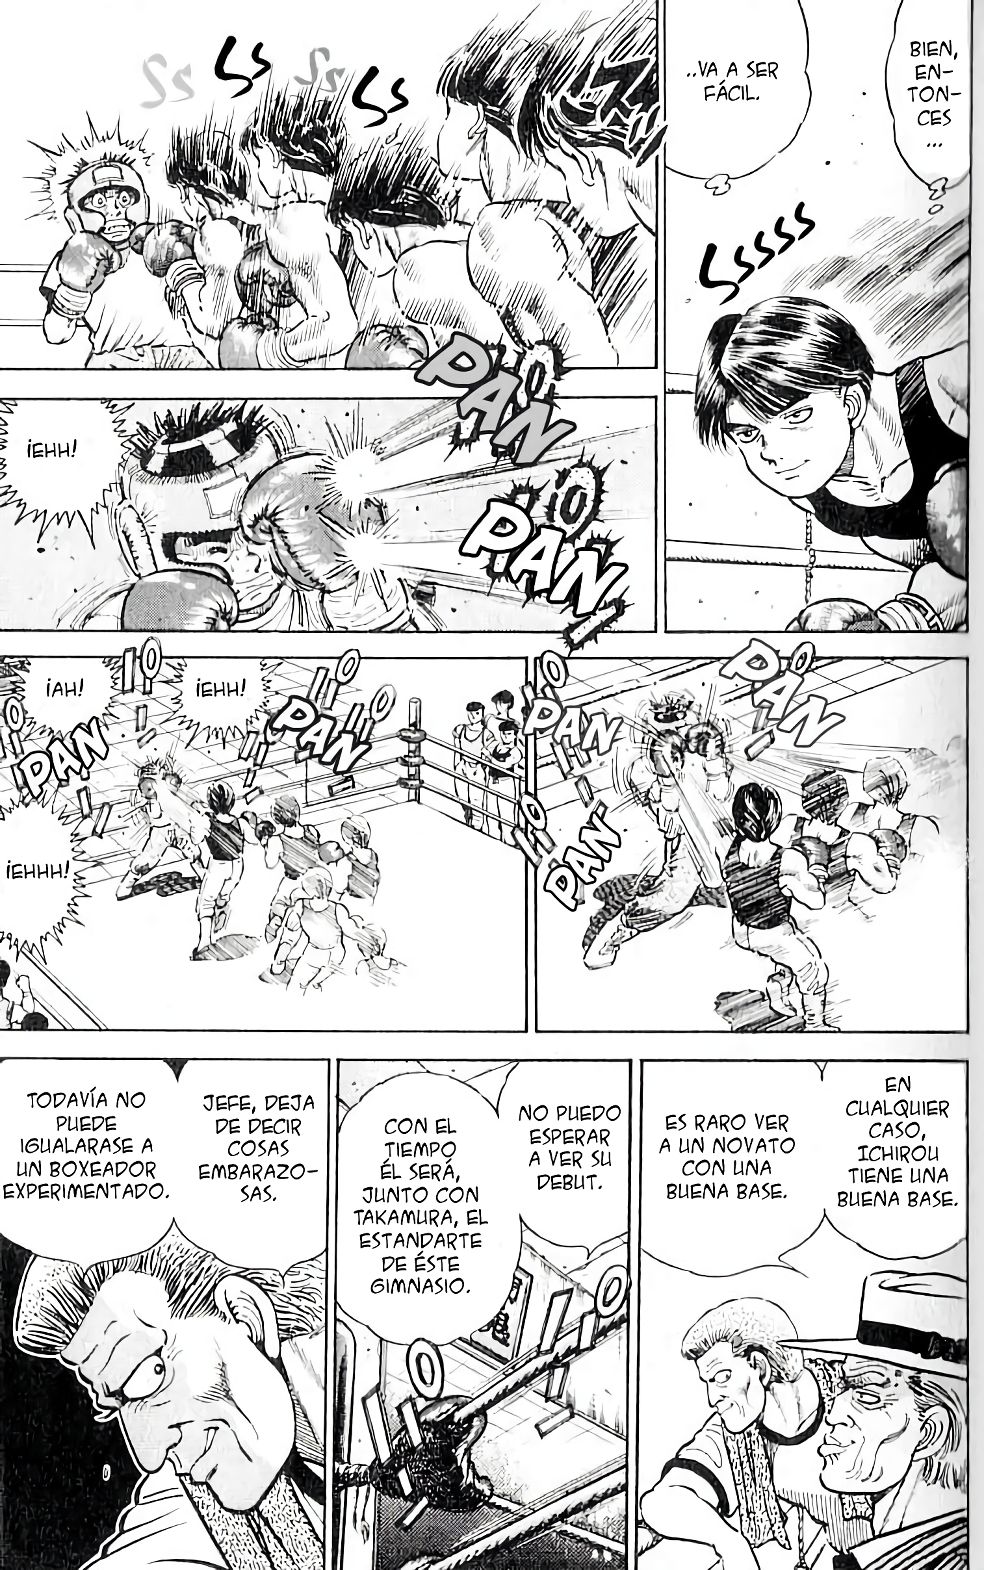 BIEN,
EN-
TON-
CES
...
..VA A SER
FÁCIL.
SSSSS
SS
SS
SS
SS
PAN
PAN!
¡EHH!
PAN
PAN
PAN
¡EHH!
PAN
¡AH!
PAN
¡EHHH!
EN
CUALQUIER
CASO,
ICHIROU
TIENE UNA
BUENA BASE.
ES RARO VER
A UN NOVATO
CON UNA
BUENA BASE.
NO PUEDO
ESPERAR
A VER SU
DEBUT.
CON EL
TIEMPO
ÉL SERÁ,
JUNTO CON
TAKAMURA, EL
ESTANDARTE
DE ÉSTE
GIMNASIO.
JEFE, DEJA
DE DECIR
COSAS
EMBARAZO-
SAS.
TODAVÍA NO
PUEDE
IGUALARASE A
UN BOXEADOR
EXPERIMENTADO.